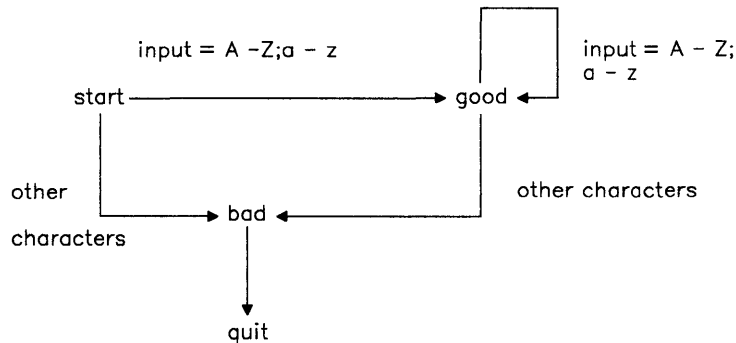 input = A -Z;a - z
input = A - Z;
a - z
start
good
other
characters
other characters
bad
quit